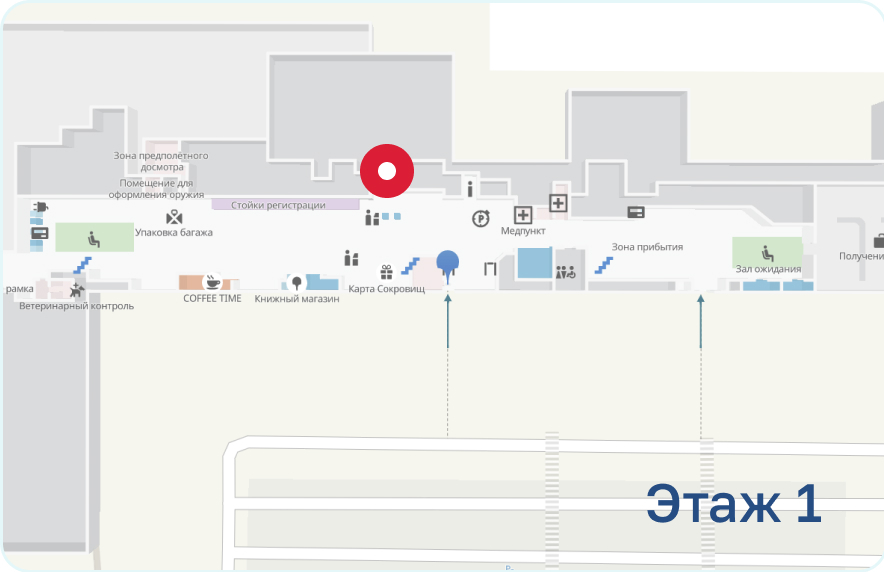 Зона предполётного
досмотра
Помещение для
оформления оружия
Стойки регистрации
Упаковка багажа
Медпункт
Зона прибытия
Зал ожидания
Получени
рамка
Ветеринарный контроль
COFFEE TIME
Книжный магазин
Карта Сокровищ
Этаж 1